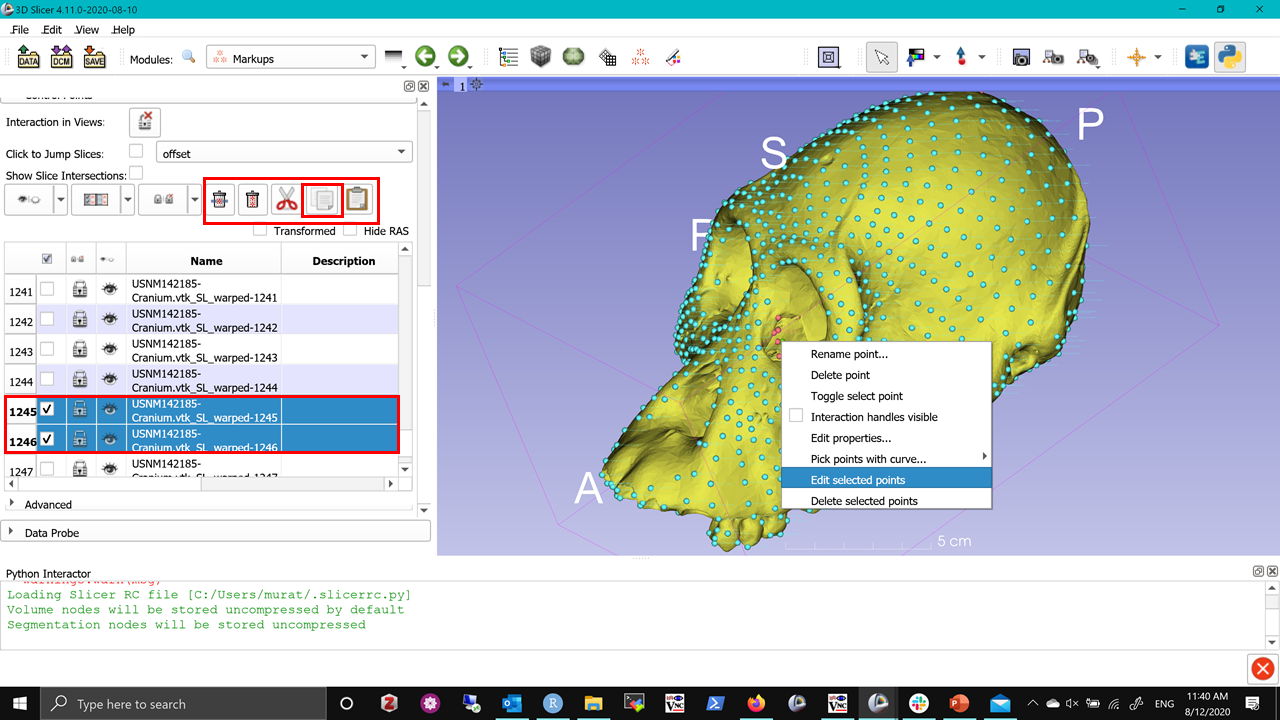 3D Slicer 4.11.0-2020-08-10
File Edit View Help
DATA DCM SAVE Modules: Markups
1
Interaction in Views:
Click to Jump Slices: offset
Show Slice Intersections:
Transformed Hide RAS
Name Description
1241 USNM142185-
Cranium.vtk_SL_warped-1241
1242 USNM142185-
Cranium.vtk_SL_warped-1242
1243 USNM142185-
Cranium.vtk_SL_warped-1243
1244 USNM142185-
Cranium.vtk_SL_warped-1244
1245 USNM142185-
Cranium.vtk_SL_warped-1245
1246 USNM142185-
Cranium.vtk_SL_warped-1246
1247 USNM142185-
Advanced
Data Probe
P
S
A
Rename point...
Delete point
Toggle select point
Interaction handles visible
Edit properties...
Pick points with curve...
Edit selected points
Delete selected points
5 cm
Python Interactor
warnings.warn(msg)
Loading Slicer RC file [C:/Users/murat/.slicerrc.py]
Volume nodes will be stored uncompressed by default
Segmentation nodes will be stored uncompressed
Type here to search
ENG
11:40 AM
8/12/2020